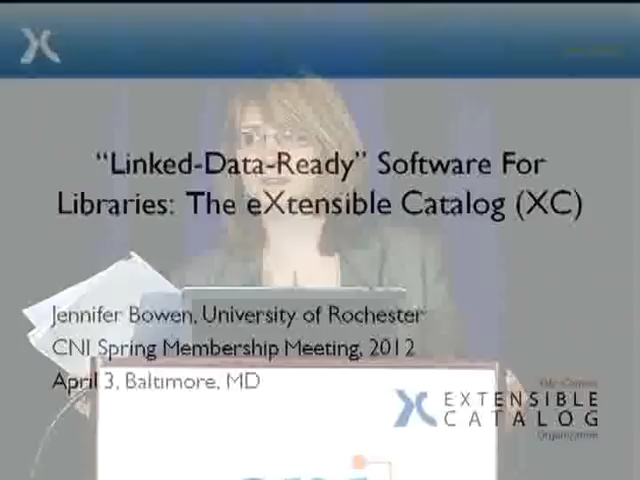 “Linked-Data-Ready” Software For
Libraries: The eXtensible Catalog (XC)
Jennifer Bowen, University of Rochester
CNI Spring Membership Meeting, 2012
April 3, Baltimore, MD
EXTENSIBLE
CATALOG
Organization